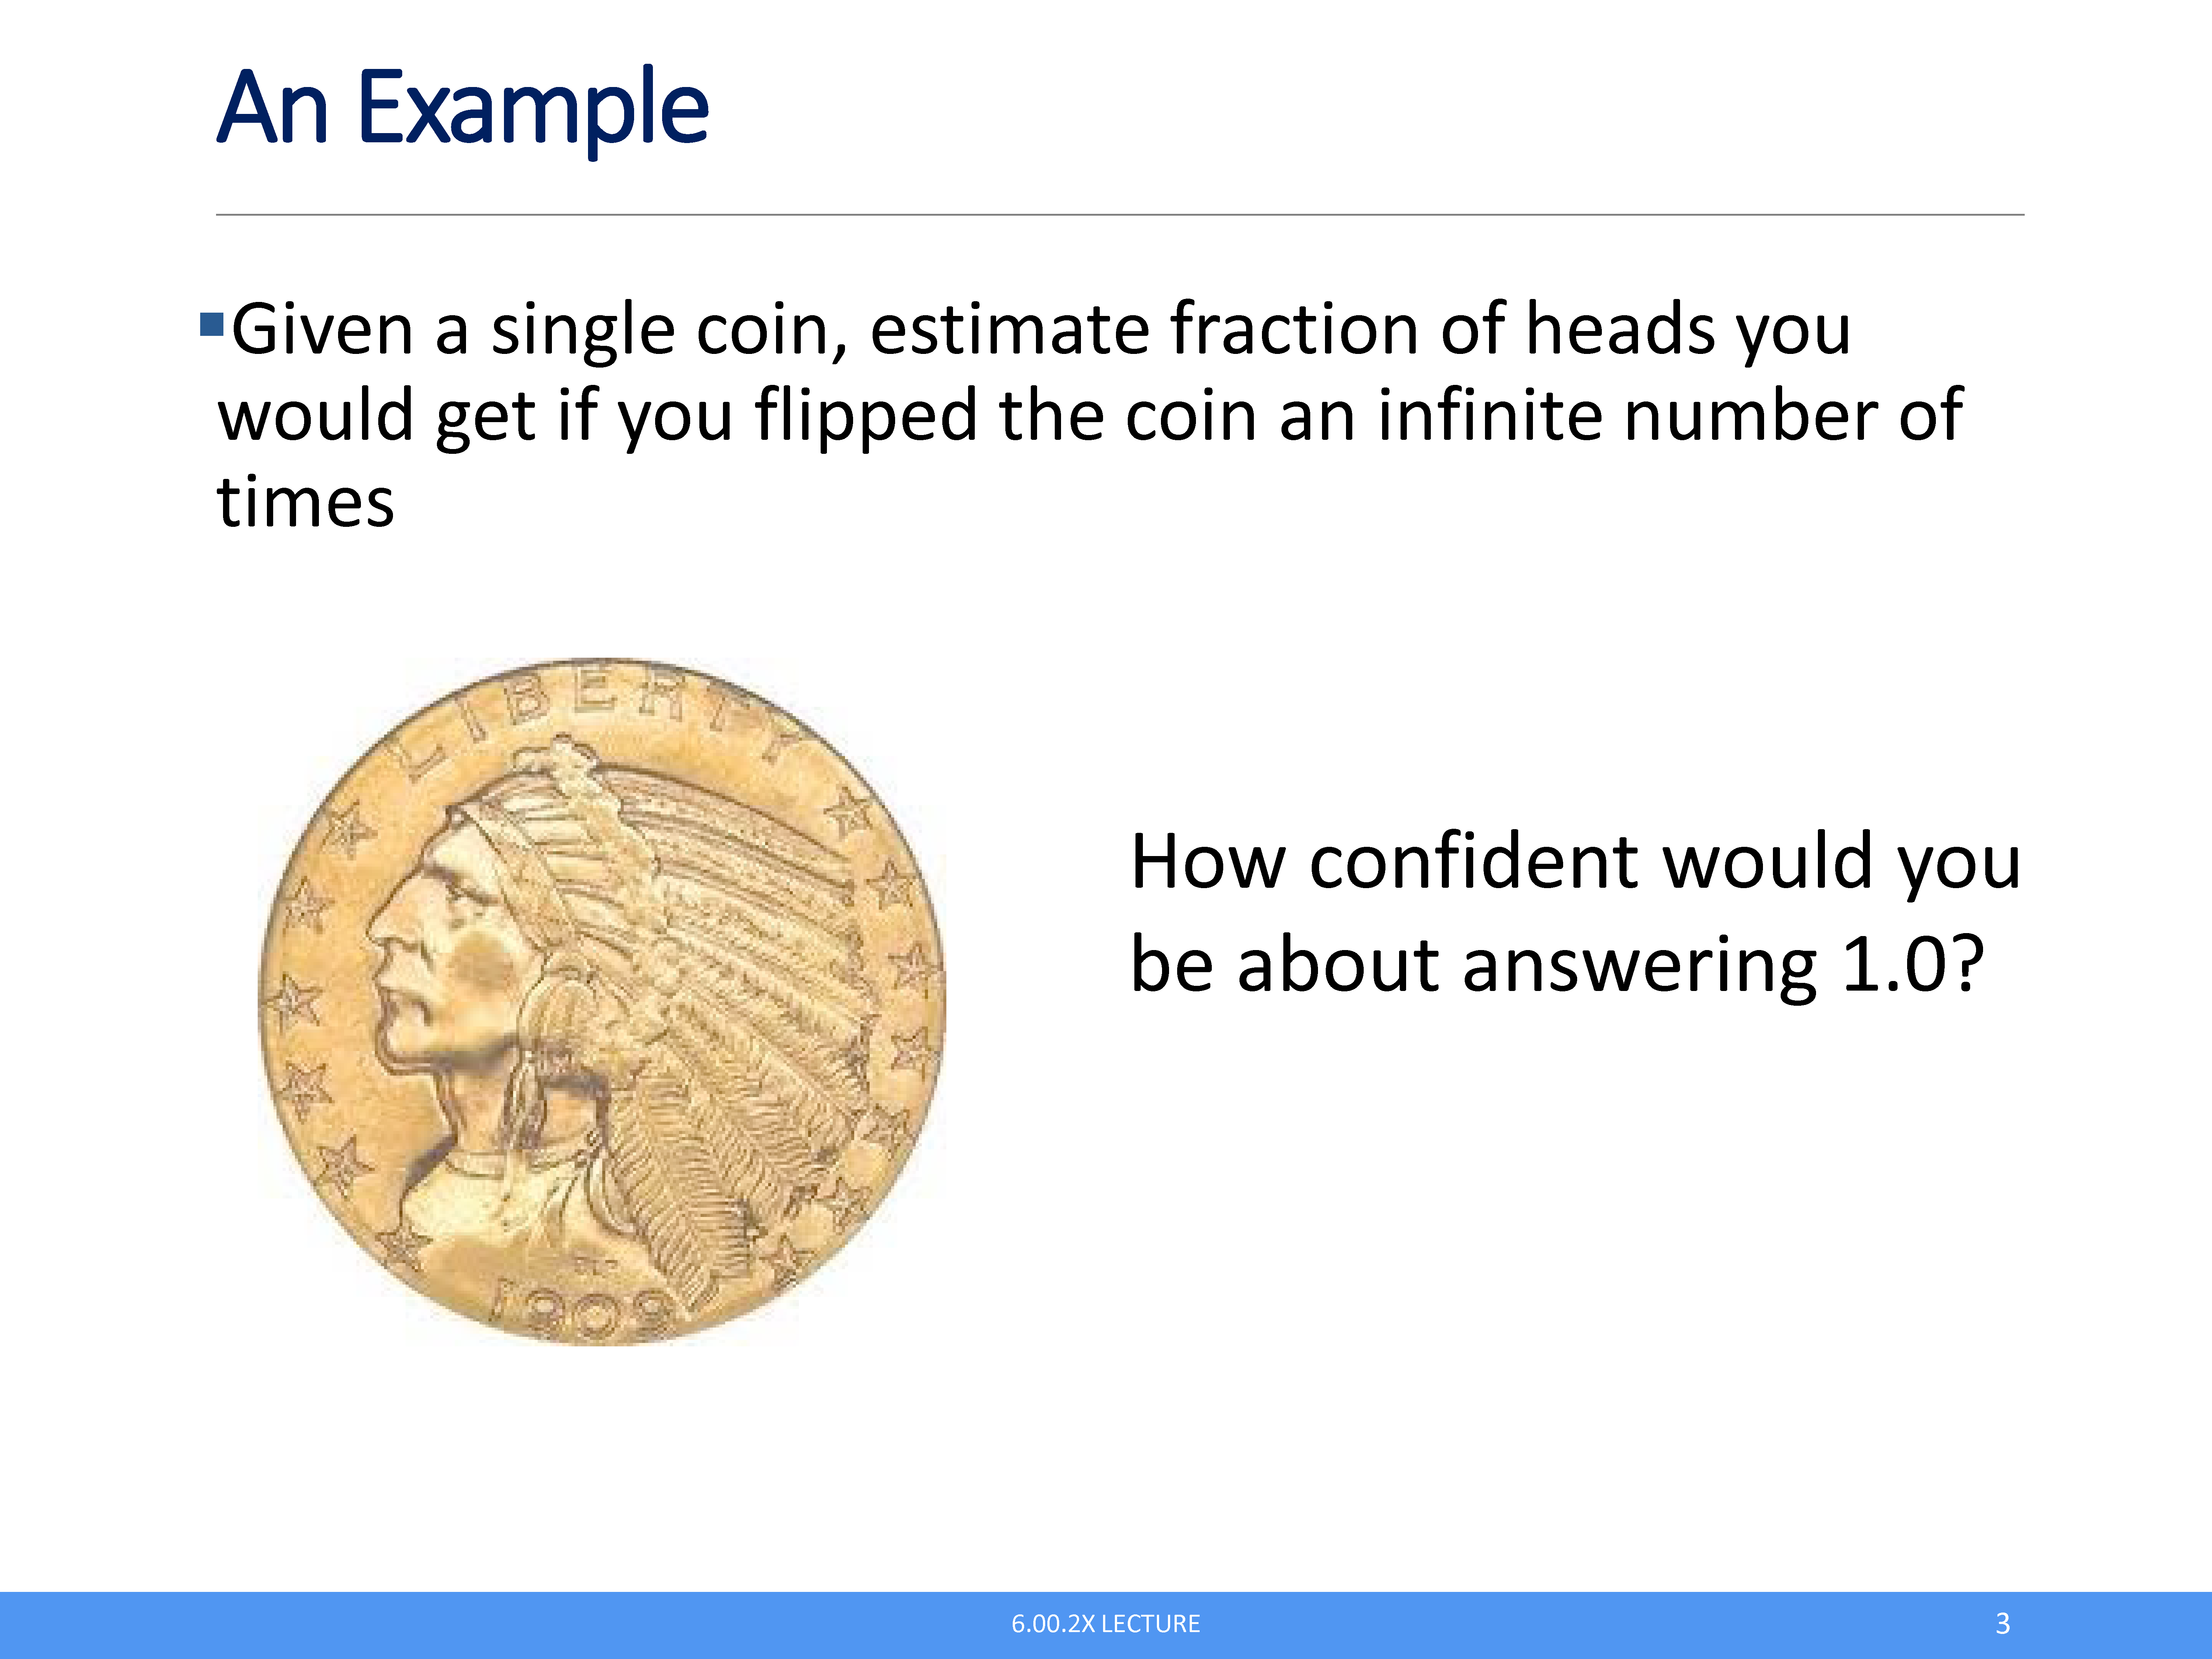 An Example
▪Given a single coin, estimate fraction of heads you
would get if you flipped the coin an infinite number of
times
LIBERTY
1909
How confident would you
be about answering 1.0?
6.00.2X LECTURE
3